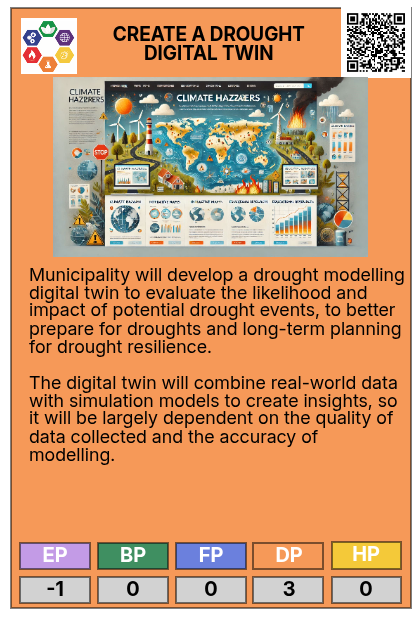 CREATE A DROUGHT
DIGITAL TWIN
CLIMATE
HAZZRERS
CLIMATE HAZZAERS
STOP
Municipality will develop a drought modelling
digital twin to evaluate the likelihood and
impact of potential drought events, to better
prepare for droughts and long-term planning
for drought resilience.
The digital twin will combine real-world data
with simulation models to create insights, so
it will be largely dependent on the quality of
data collected and the accuracy of
modelling.
EP BP FP DP HP
-1 0 0 3 0